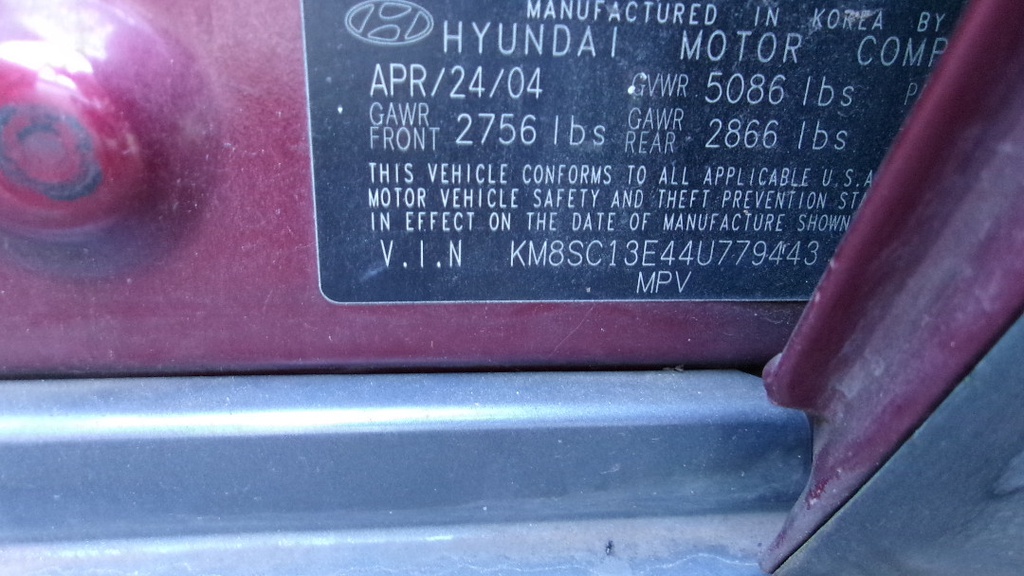 MANUFACTURED IN KOREA BY
HYUNDAI MOTOR COMP
APR/24/04 GVWR 5086 lbs
GAWR FRONT 2756 lbs GAWR REAR 2866 lbs
THIS VEHICLE CONFORMS TO ALL APPLICABLE U.S.A
MOTOR VEHICLE SAFETY AND THEFT PREVENTION ST
IN EFFECT ON THE DATE OF MANUFACTURE SHOWN
V.I.N KM8SC13E44U779443
MPV